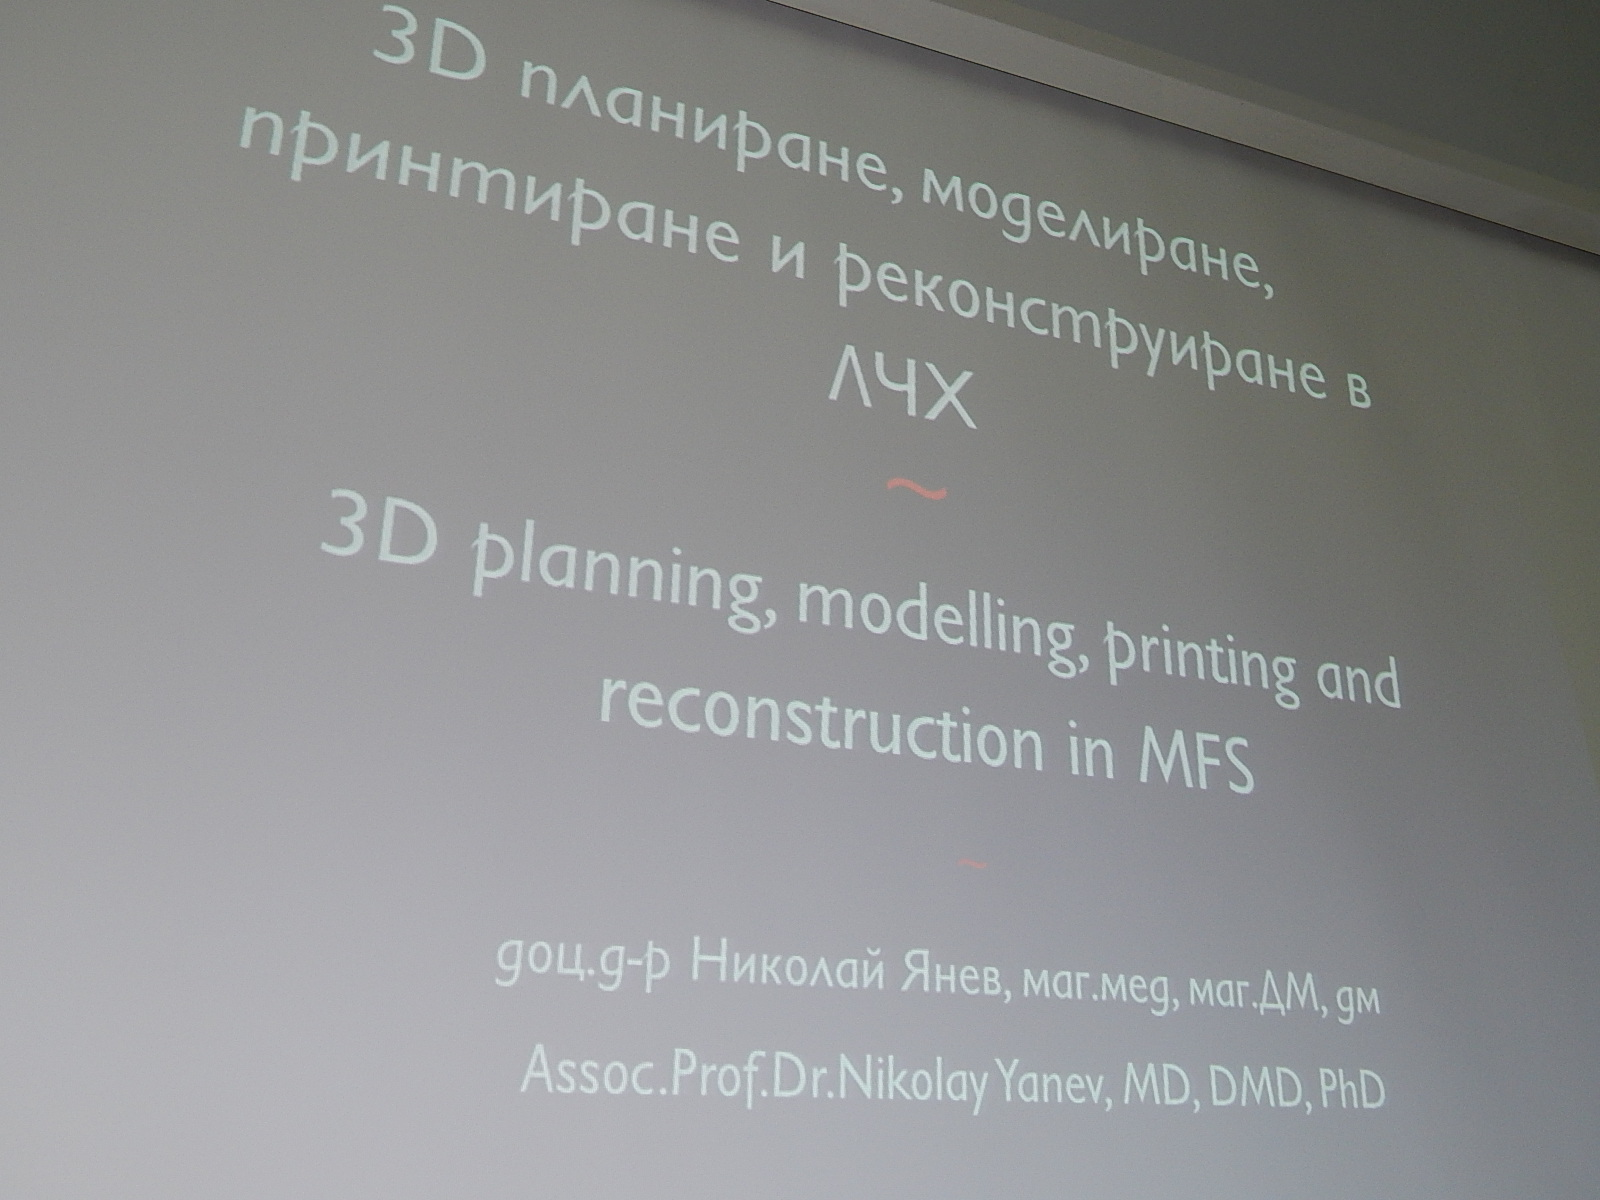 3D планиране, моделиране,
принтиране и реконструиране в
ЛЧХ
~
3D planning, modelling, printing and
reconstruction in MFS
~
доц.д-р Николай Янев, маг.мед, маг.ДМ, дм
Assoc.Prof.Dr.Nikolay Yanev, MD, DMD, PhD